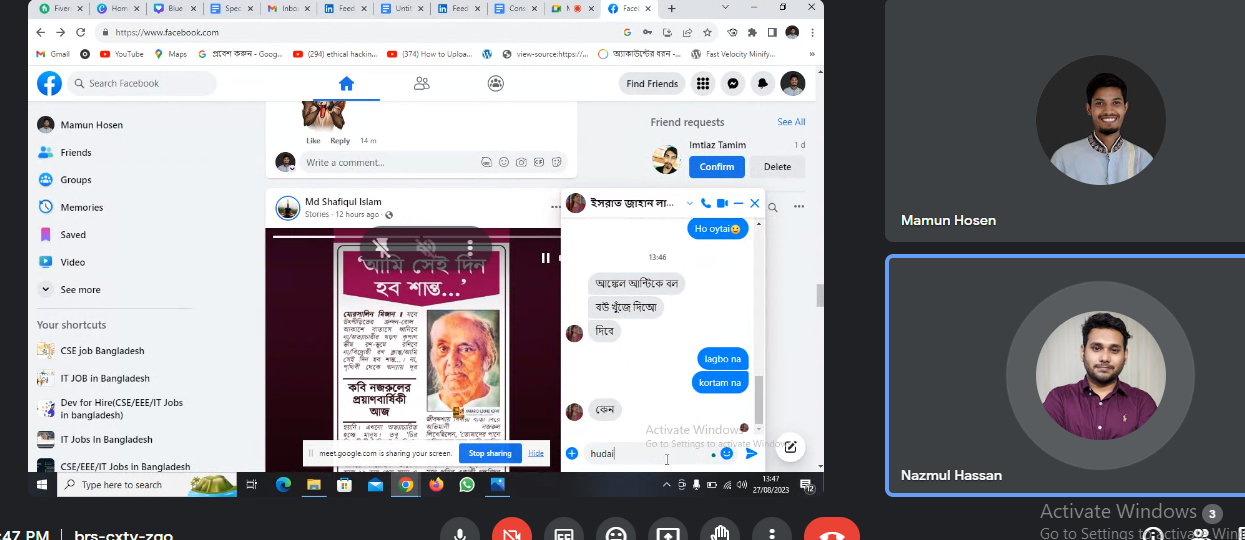 Fiver
Hom
Blue
Spec
Inbo
Feed
Untit
Feed
Con
M
Facel
https://www.facebook.com
Gmail
YouTube
Maps
প্রবেশ করুন - Goog...
(294) ethical hackin...
(374) How to Uploa...
view-source:https://...
অ্যাকাউন্টের ধরন -...
Fast Velocity Minify...
»
Search Facebook
Find Friends
Mamun Hosen
Friends
Groups
Memories
Saved
Video
See more
Your shortcuts
CSE job Bangladesh
IT JOB in Bangladesh
Dev for Hire(CSE/EEE/IT Jobs
in bangladesh)
IT Jobs In Bangladesh
CSE/EEE/IT Jobs in Bangladesh
Like Reply 14 m
Write a comment...
Friend requests
See All
Imtiaz Tamim
1 d
Confirm
Delete
Md Shafiqul Islam
Stories · 12 hours ago ·
‘আমি সেই দিন
হব শান্ত...’
কবি নজরুলের
প্রয়াণবার্ষিকী
আজ
ইসরাত জাহান লা...
Ho oytai
13:46
আঙ্কেল আন্টিকে বল
বউ খুঁজে দিতো
দিবে
lagbo na
kortam na
কেন
hudai
Activate Windows
Go to Settings to activate Windows
meet.google.com is sharing your screen.
Stop sharing
Hide
Type here to search
13:47
27/08/2023
12
Mamun Hosen
Nazmul Hassan
Activate Windows
Go to Settings to activate Win
3
:47 PM | brs-cxtv-zgo